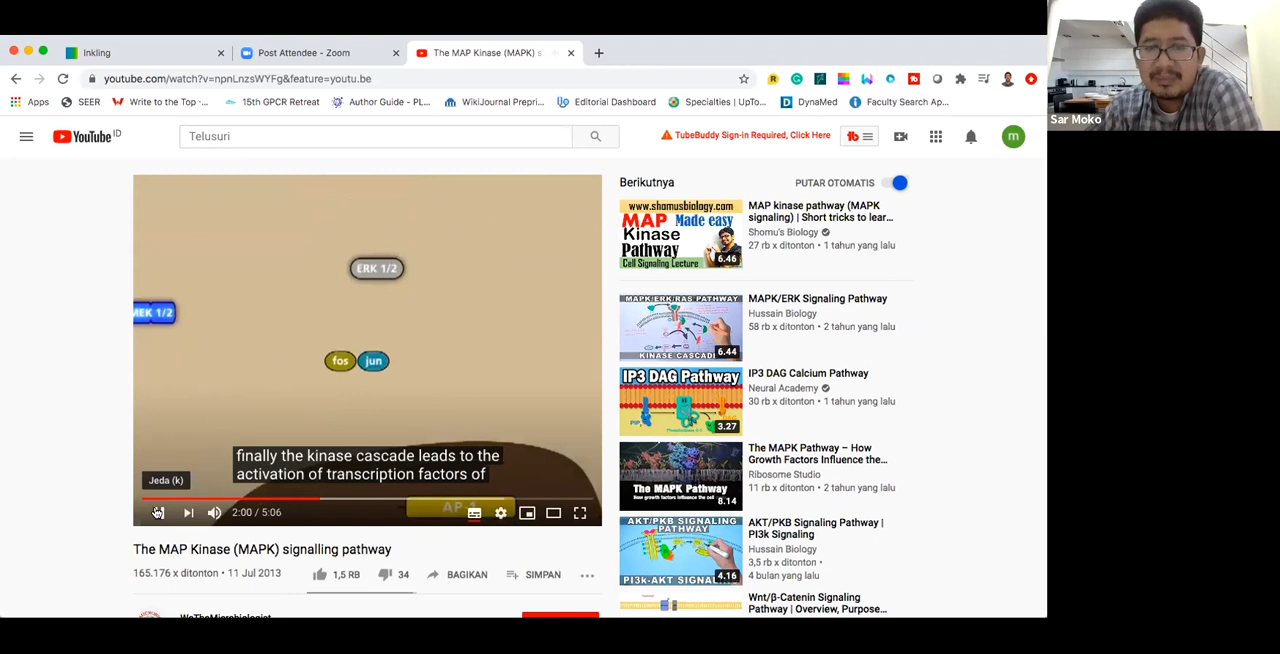 Inkling
Post Attendee - Zoom
The MAP Kinase (MAPK) s
youtube.com/watch?v=npnLnzsWYFg&feature=youtu.be
Apps
SEER
Write to the Top -...
15th GPCR Retreat
Author Guide - PL...
WikiJournal Prepri...
Editorial Dashboard
Specialties (UpTo...
DynaMed
Faculty Search Ap...
Sar Moko
YouTube ID
Telusuri
TubeBuddy Sign-in Required, Click Here
m
ERK 1/2
MEK 1/2
fos
jun
finally the kinase cascade leads to the
activation of transcription factors of
Jeda (k)
2:00 / 5:06
The MAP Kinase (MAPK) signalling pathway
165.176 x ditonton • 11 Jul 2013
1,5 RB
34
BAGIKAN
SIMPAN
Berikutnya
PUTAR OTOMATIS
www.shomusbiology.com
MAP Made easy
Kinase
Pathway
Cell Signaling Lecture
6.46
MAP kinase pathway (MAPK
signaling) | Short tricks to lear...
Shomu's Biology
27 rb x ditonton • 1 tahun yang lalu
MAPK/ERK/RAS PATHWAY
KINASE CASCADE
6.44
MAPK/ERK Signaling Pathway
Hussain Biology
58 rb x ditonton • 2 tahun yang lalu
IP3 DAG Pathway
3.27
IP3 DAG Calcium Pathway
Neural Academy
30 rb x ditonton • 1 tahun yang lalu
The MAPK Pathway
How growth factors influence the cell
8.14
The MAPK Pathway – How
Growth Factors Influence the...
Ribosome Studio
11 rb x ditonton • 2 tahun yang lalu
AKT/PKB SIGNALING
PATHWAY
PI3K-AKT SIGNAL
4.16
AKT/PKB Signaling Pathway |
PI3k Signaling
Hussain Biology
3,5 rb x ditonton •
4 bulan yang lalu
Wnt/β-Catenin Signaling
Pathway | Overview, Purpose...